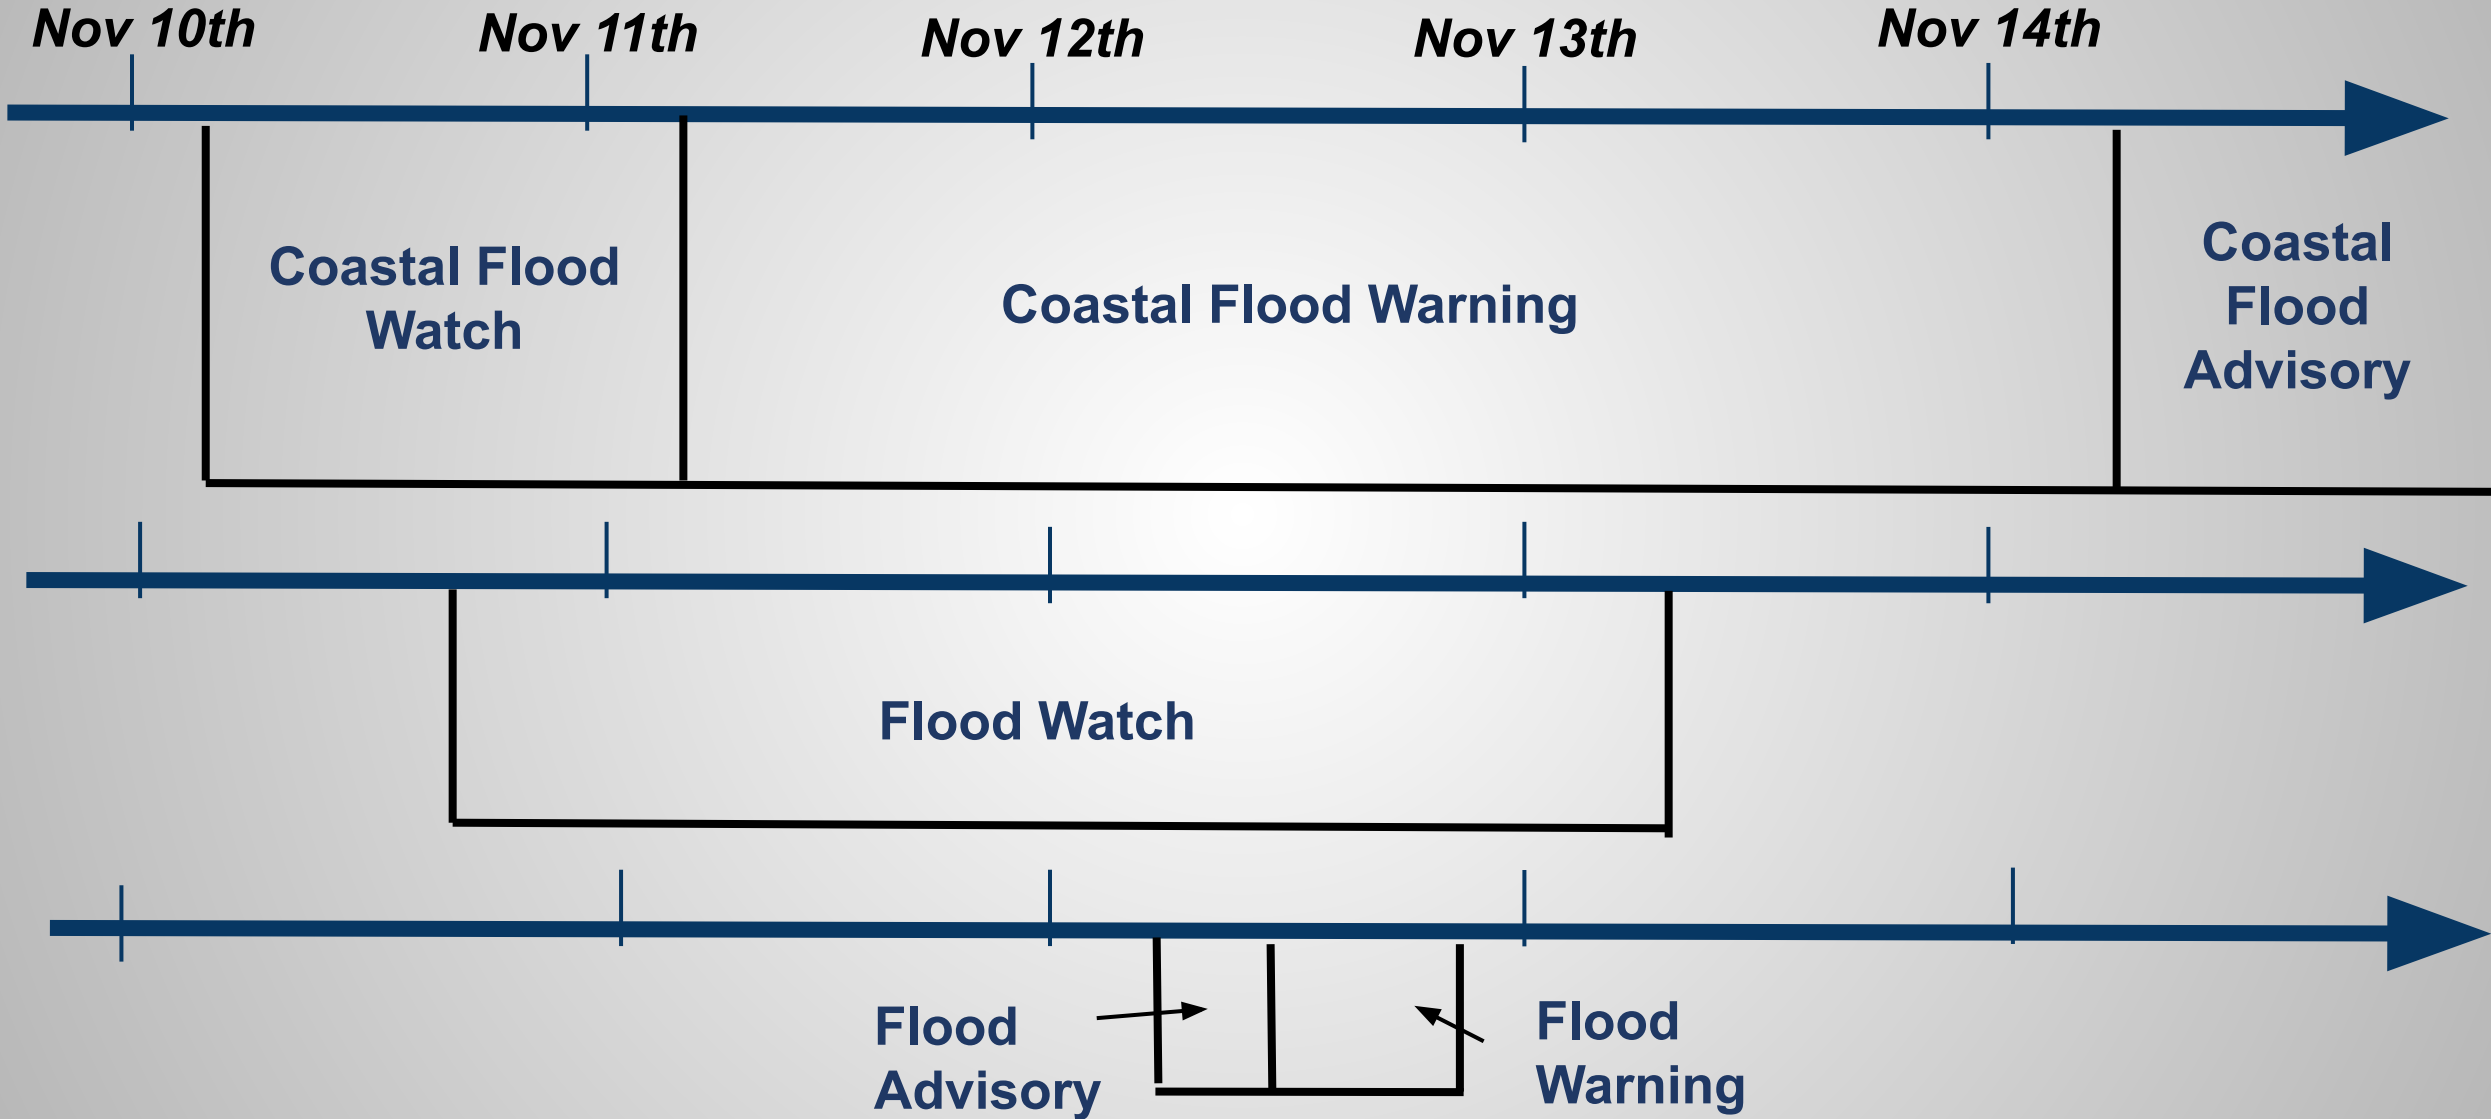 Nov 10th
Nov 11th
Nov 12th
Nov 13th
Nov 14th
Coastal Flood
Watch
Coastal Flood Warning
Coastal
Flood
Advisory
Flood Watch
Flood
Advisory
Flood
Warning